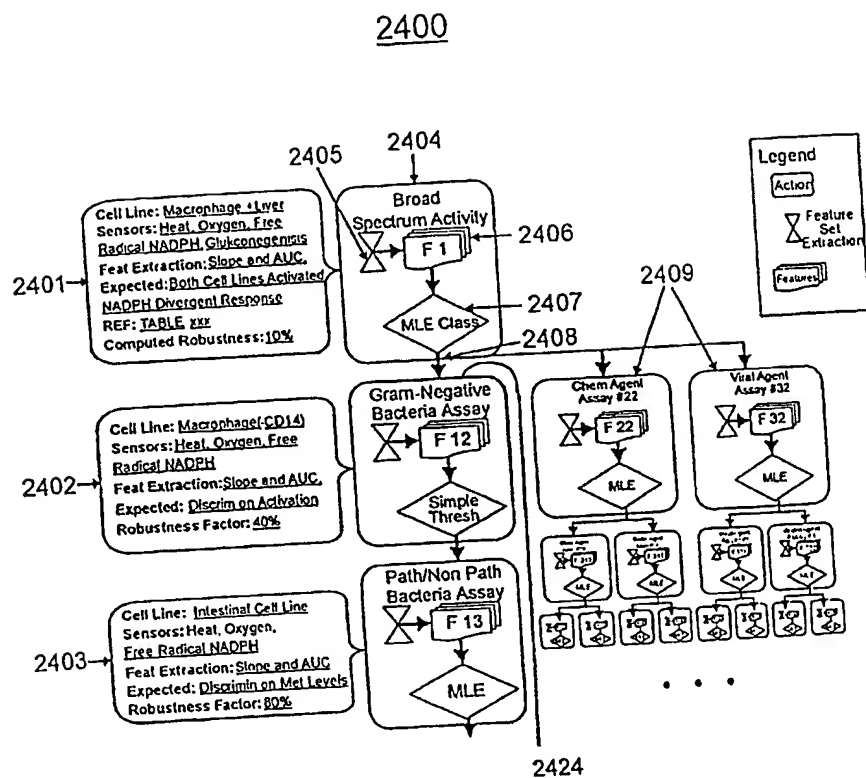 2400
2404
2405
Legend
Action
Feature
Set
Extraction
Features
Broad
Spectrum Activity
F 1
2406
2407
MLE Class
2408
2409
2401
Cell Line: Macrophage + Liver
Sensors: Heat, Oxygen, Free
Radical NADPH, Glukconegenisis
Feat Extraction: Slope and AUC,
Expected: Both Cell Lines Activated
NADPH Divergent Response
REF: TABLE xxx
Computed Robustness: 10%
Gram-Negative
Bacteria Assay
F 12
Simple
Thresh
Chem Agent
Assay #22
F 22
MLE
Viral Agent
Assay #32
F 32
MLE
2402
Cell Line: Macrophage(-CD14)
Sensors: Heat, Oxygen, Free
Radical NADPH
Feat Extraction: Slope and AUC,
Expected: Discrim on Activation
Robustness Factor: 40%
MLE
MLE
MLE
MLE
Path/Non Path
Bacteria Assay
F 13
MLE
2403
Cell Line: Intestinal Cell Line
Sensors: Heat, Oxygen,
Free Radical NADPH
Feat Extraction: Slope and AUC
Expected: Discrimin on Met Levels
Robustness Factor: 80%
2424